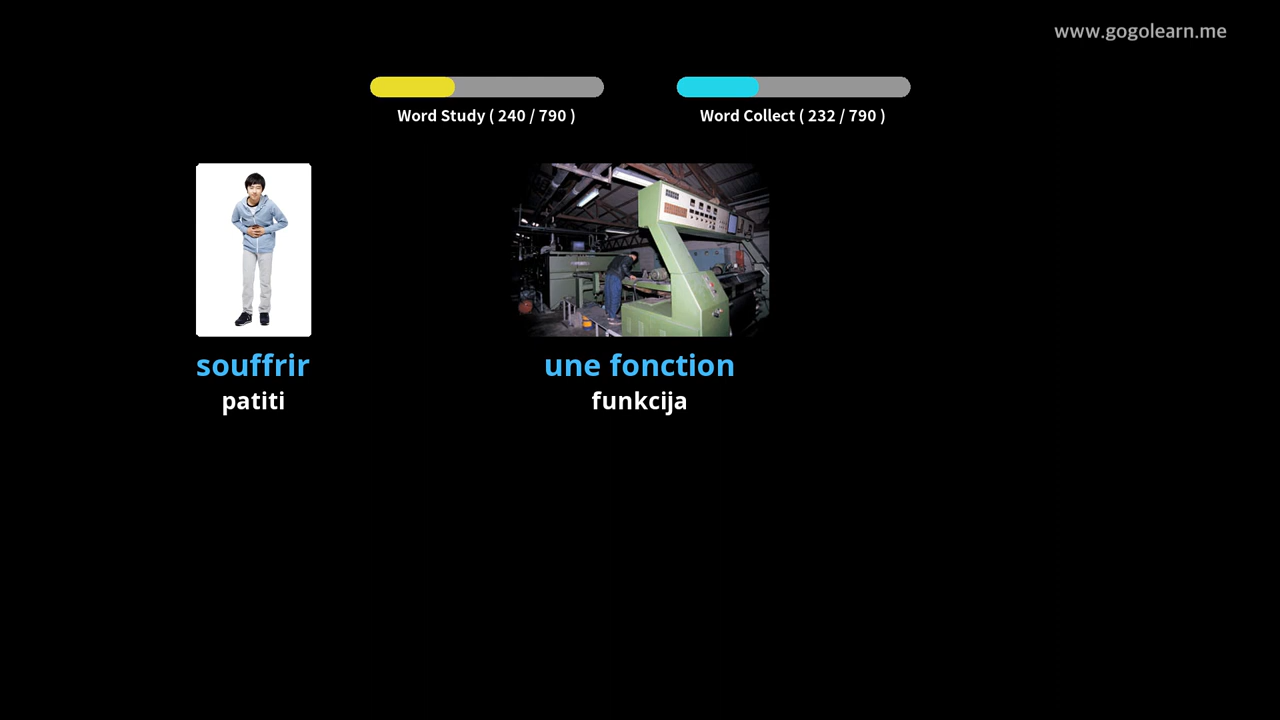 www.gogolearn.me
Word Study ( 240 / 790 )
Word Collect ( 232 / 790 )
souffrir
patiti
une fonction
funkcija